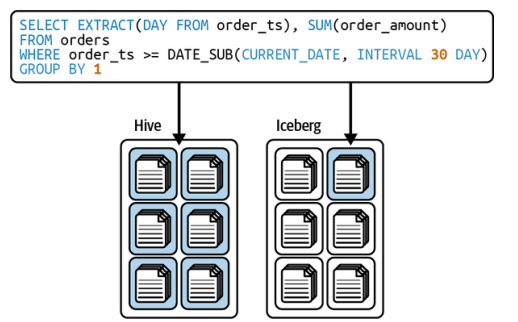 SELECT EXTRACT(DAY FROM order_ts), SUM(order_amount)
FROM orders
WHERE order_ts >= DATE_SUB(CURRENT_DATE, INTERVAL 30 DAY)
GROUP BY 1
Hive
Iceberg